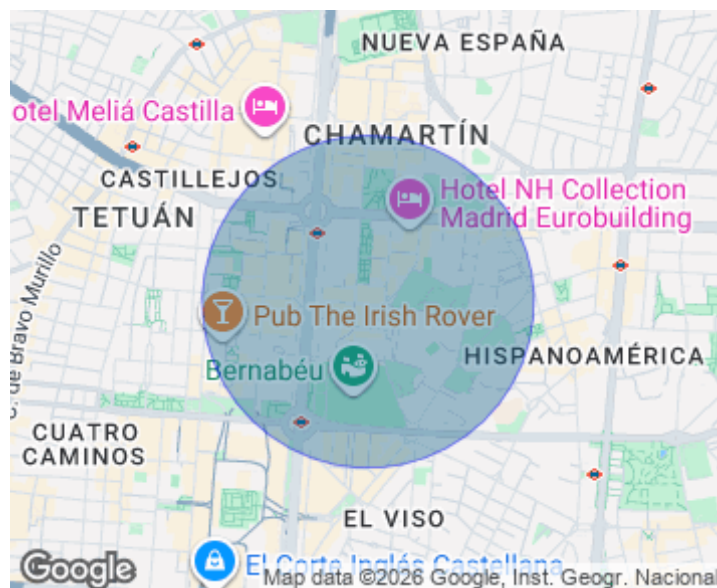 NUEVA ESPAÑA
otel Meliá Castilla
CHAMARTÍN
CASTILLEJOS
Hotel NH Collection
Madrid Eurobuilding
TETUÁN
C. de Bravo Murillo
Pub The Irish Rover
HISPANOAMÉRICA
Bernabéu
CUATRO
CAMINOS
EL VISO
El Corte Inglés Castellana
Google
Map data ©2026 Google, Inst. Geogr. Nacional